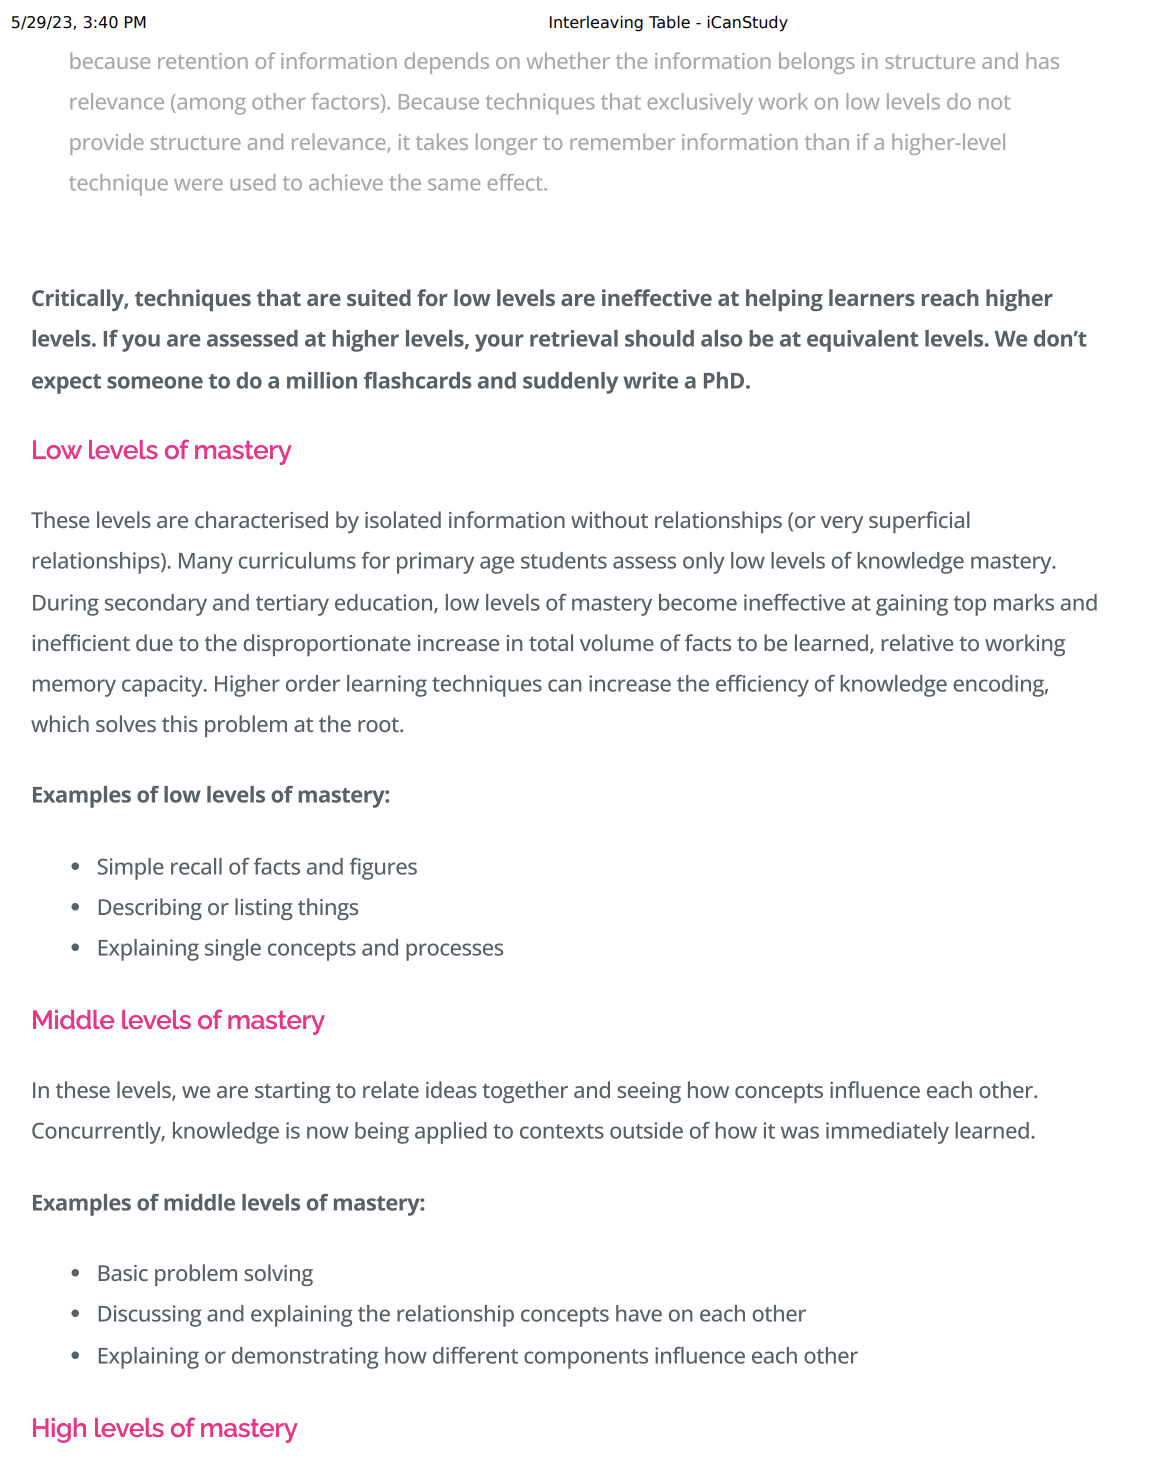 5/29/23, 3:40 PM
Interleaving Table - iCanStudy
because retention of information depends on whether the information belongs in structure and has
relevance (among other factors). Because techniques that exclusively work on low levels do not
provide structure and relevance, it takes longer to remember information than if a higher-level
technique were used to achieve the same effect.
Critically, techniques that are suited for low levels are ineffective at helping learners reach higher
levels. If you are assessed at higher levels, your retrieval should also be at equivalent levels. We don’t
expect someone to do a million flashcards and suddenly write a PhD.
Low levels of mastery
These levels are characterised by isolated information without relationships (or very superficial
relationships). Many curriculums for primary age students assess only low levels of knowledge mastery.
During secondary and tertiary education, low levels of mastery become ineffective at gaining top marks and
inefficient due to the disproportionate increase in total volume of facts to be learned, relative to working
memory capacity. Higher order learning techniques can increase the efficiency of knowledge encoding,
which solves this problem at the root.
Examples of low levels of mastery:
• Simple recall of facts and figures
• Describing or listing things
• Explaining single concepts and processes
Middle levels of mastery
In these levels, we are starting to relate ideas together and seeing how concepts influence each other.
Concurrently, knowledge is now being applied to contexts outside of how it was immediately learned.
Examples of middle levels of mastery:
• Basic problem solving
• Discussing and explaining the relationship concepts have on each other
• Explaining or demonstrating how different components influence each other
High levels of mastery